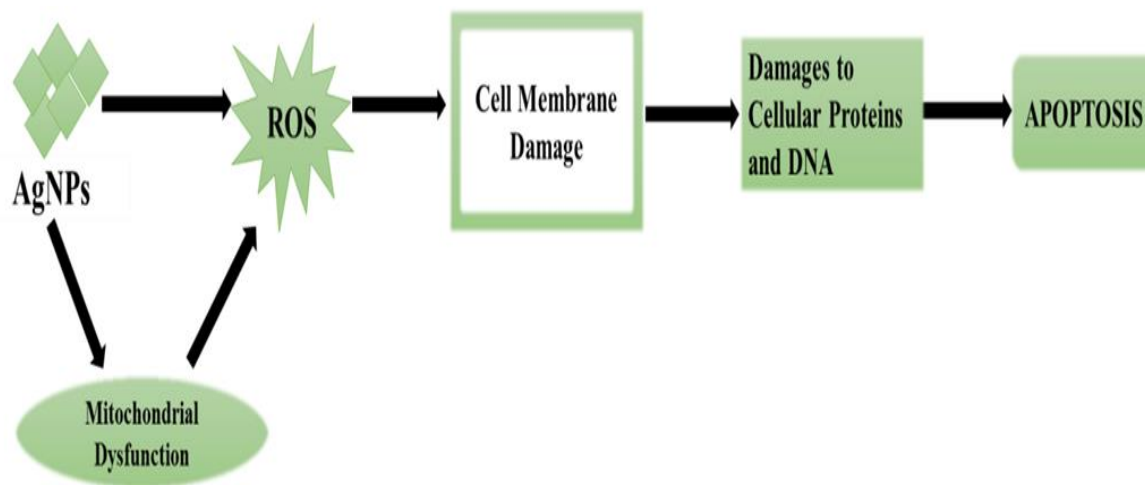 AgNPs
ROS
Cell Membrane
Damage
Damages to
Cellular Proteins
and DNA
APOPTOSIS
Mitochondrial
Dysfunction